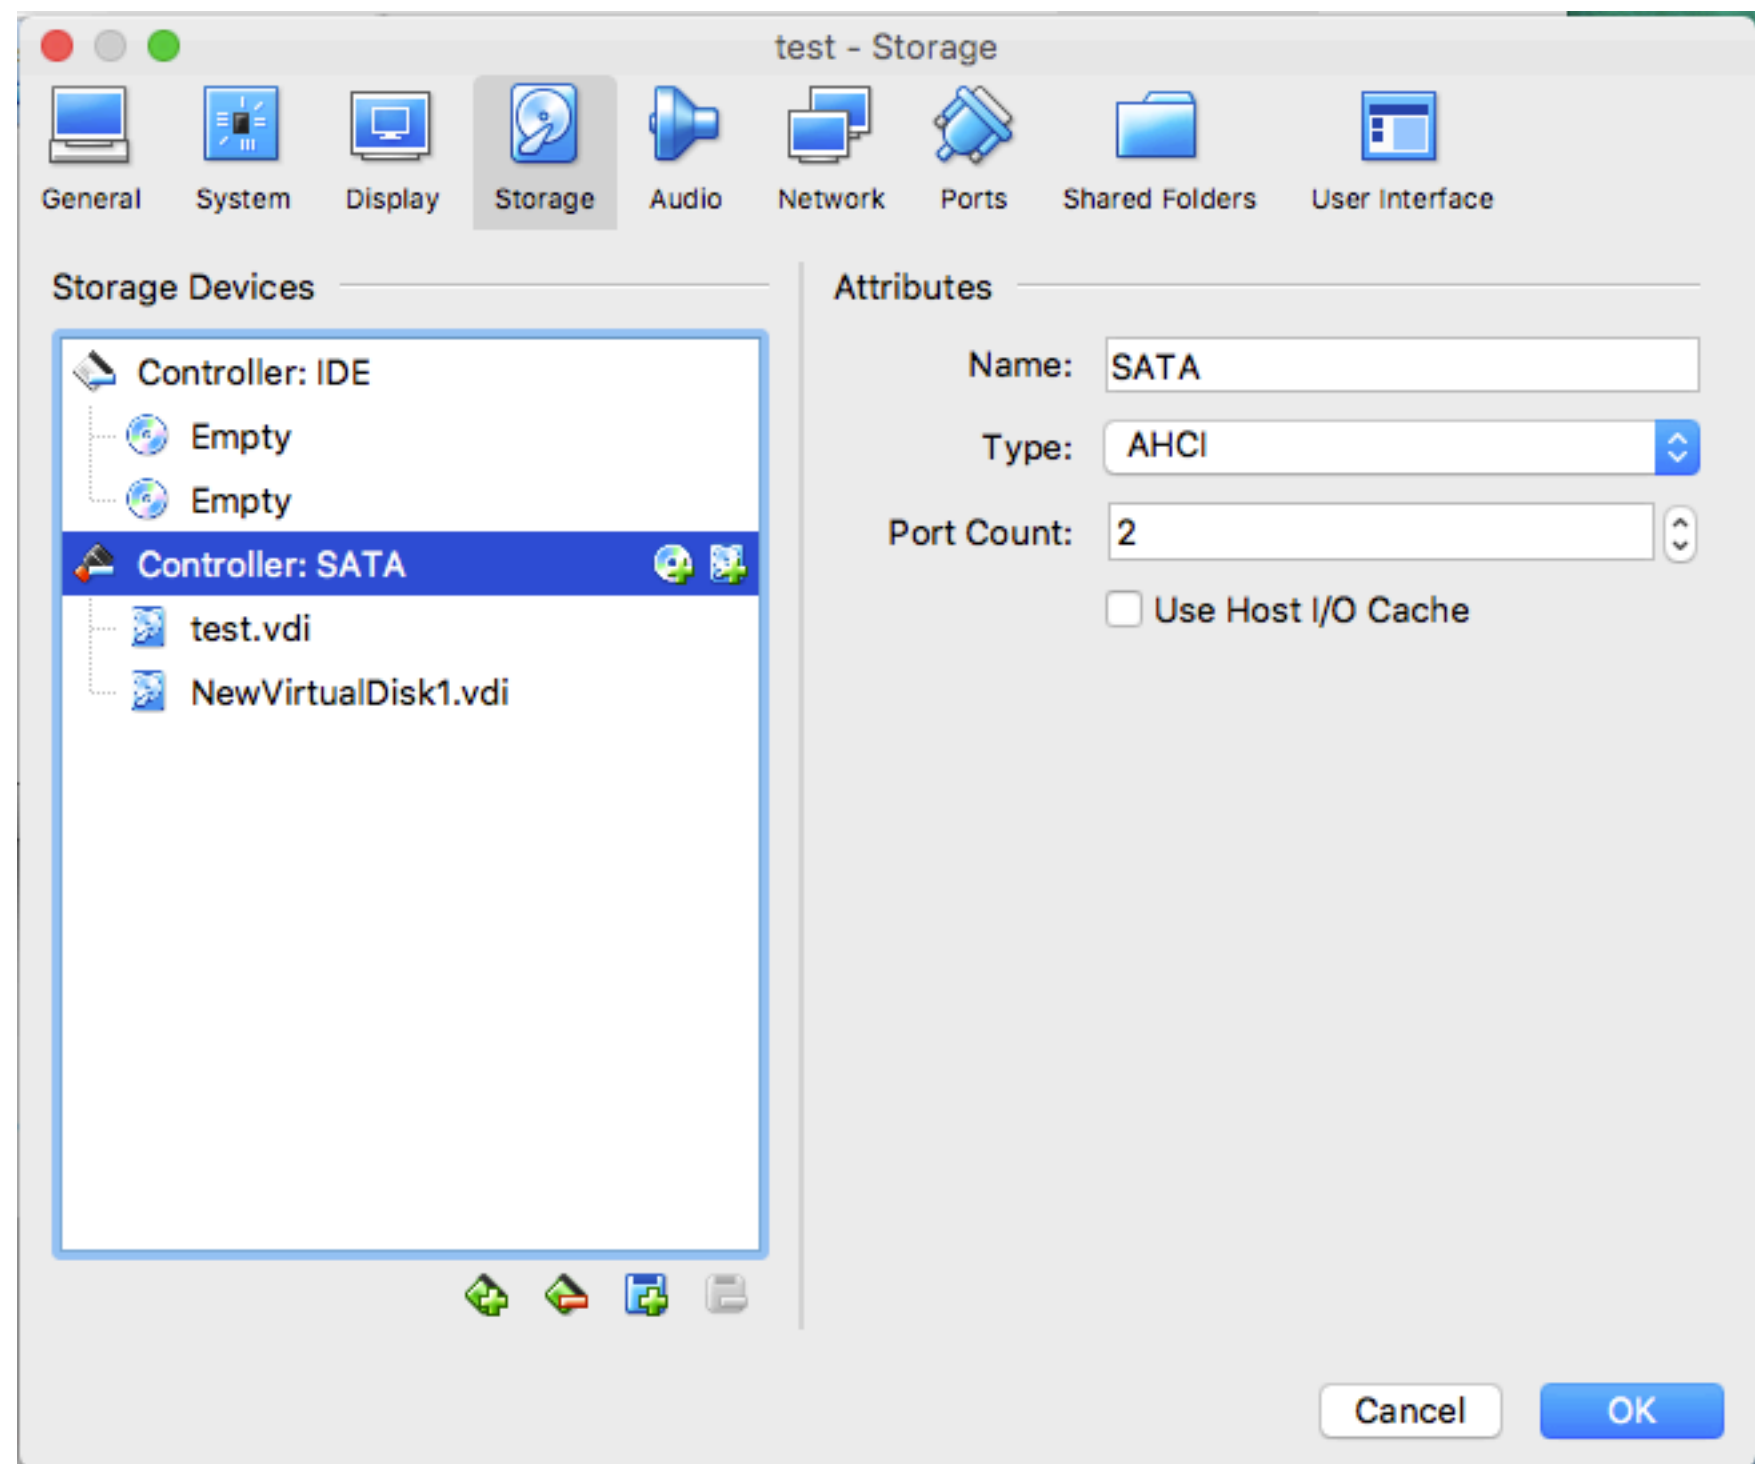 test - Storage
General System Display Storage Audio Network Ports Shared Folders User Interface
Storage Devices
Controller: IDE
Empty
Empty
Controller: SATA
test.vdi
NewVirtualDisk1.vdi
Attributes
Name: SATA
Type: AHCI
Port Count: 2
Use Host I/O Cache
Cancel OK